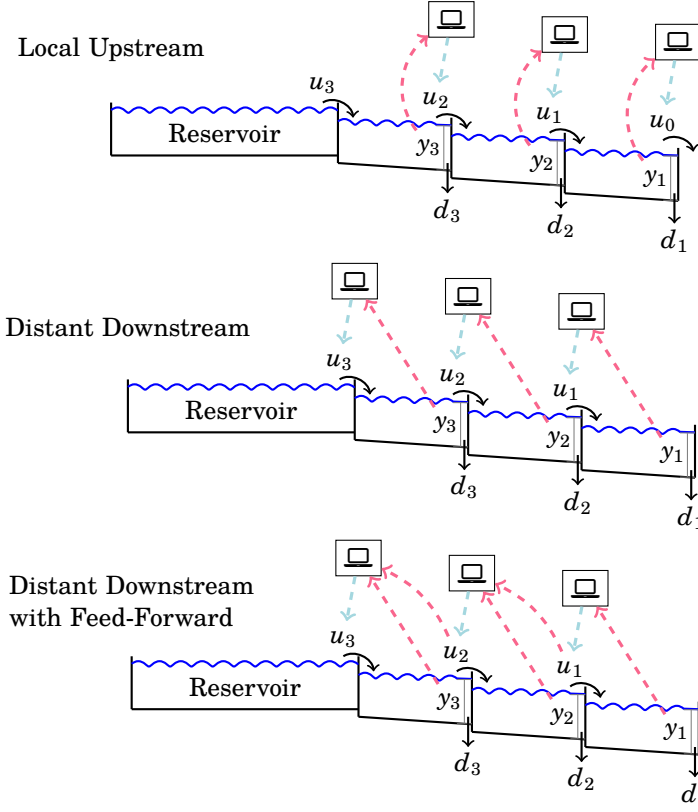 Local Upstream
u₃
u₂
u₁
u₀
Reservoir
y₃
y₂
y₁
d₃
d₂
d₁
Distant Downstream
u₃
u₂
u₁
Reservoir
y₃
y₂
y₁
d₃
d₂
d₁
Distant Downstream
with Feed-Forward
u₃
u₂
u₁
Reservoir
y₃
y₂
y₁
d₃
d₂
d